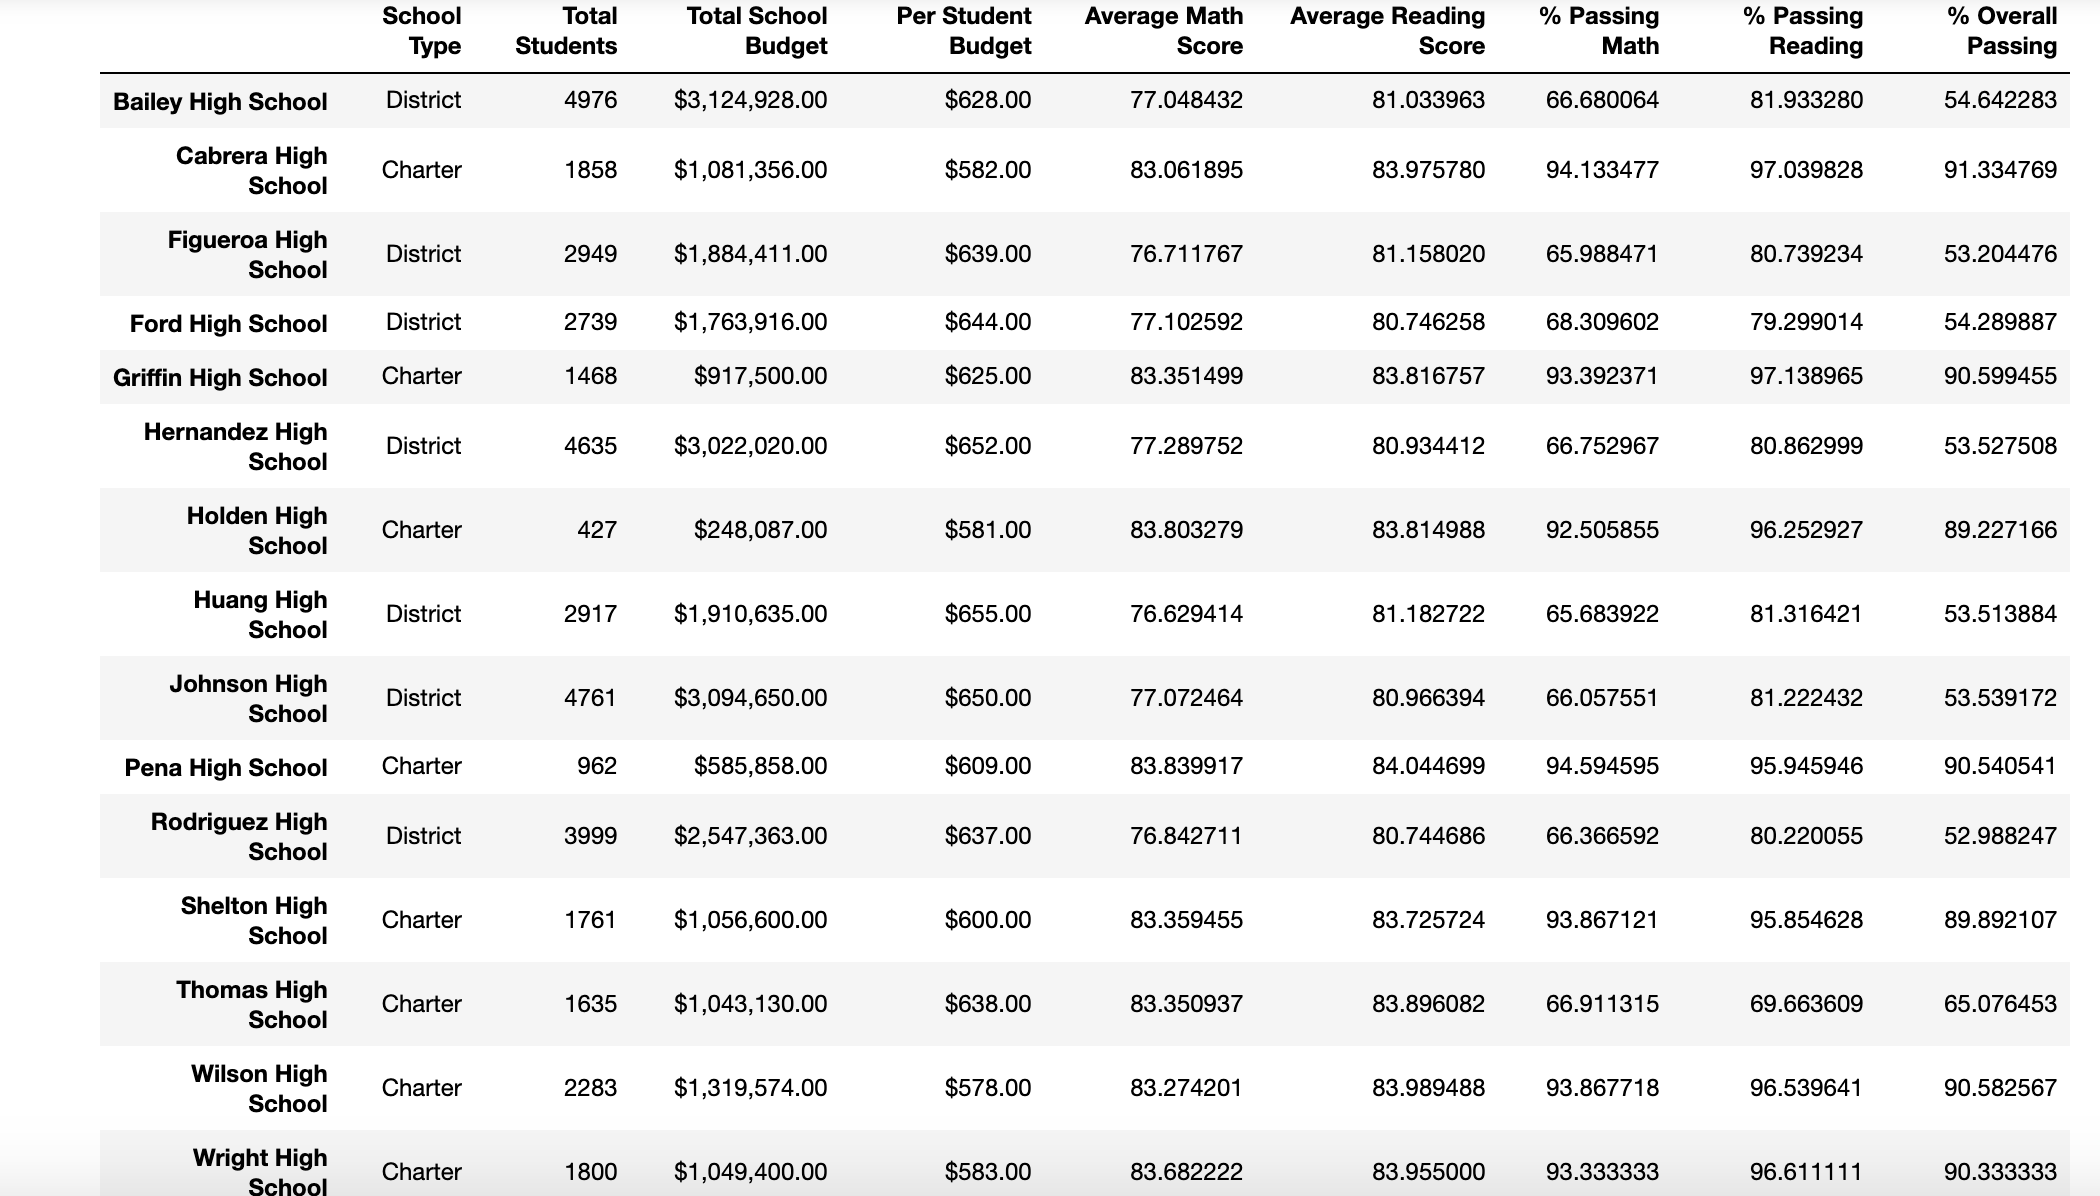 School Type Total Students Total School Budget Per Student Budget Average Math Score Average Reading Score % Passing Math % Passing Reading % Overall Passing
Bailey High School District 4976 $3,124,928.00 $628.00 77.048432 81.033963 66.680064 81.933280 54.642283
Cabrera High School Charter 1858 $1,081,356.00 $582.00 83.061895 83.975780 94.133477 97.039828 91.334769
Figueroa High School District 2949 $1,884,411.00 $639.00 76.711767 81.158020 65.988471 80.739234 53.204476
Ford High School District 2739 $1,763,916.00 $644.00 77.102592 80.746258 68.309602 79.299014 54.289887
Griffin High School Charter 1468 $917,500.00 $625.00 83.351499 83.816757 93.392371 97.138965 90.599455
Hernandez High School District 4635 $3,022,020.00 $652.00 77.289752 80.934412 66.752967 80.862999 53.527508
Holden High School Charter 427 $248,087.00 $581.00 83.803279 83.814988 92.505855 96.252927 89.227166
Huang High School District 2917 $1,910,635.00 $655.00 76.629414 81.182722 65.683922 81.316421 53.513884
Johnson High School District 4761 $3,094,650.00 $650.00 77.072464 80.966394 66.057551 81.222432 53.539172
Pena High School Charter 962 $585,858.00 $609.00 83.839917 84.044699 94.594595 95.945946 90.540541
Rodriguez High School District 3999 $2,547,363.00 $637.00 76.842711 80.744686 66.366592 80.220055 52.988247
Shelton High School Charter 1761 $1,056,600.00 $600.00 83.359455 83.725724 93.867121 95.854628 89.892107
Thomas High School Charter 1635 $1,043,130.00 $638.00 83.350937 83.896082 66.911315 69.663609 65.076453
Wilson High School Charter 2283 $1,319,574.00 $578.00 83.274201 83.989488 93.867718 96.539641 90.582567
Wright High School Charter 1800 $1,049,400.00 $583.00 83.682222 83.955000 93.333333 96.611111 90.333333